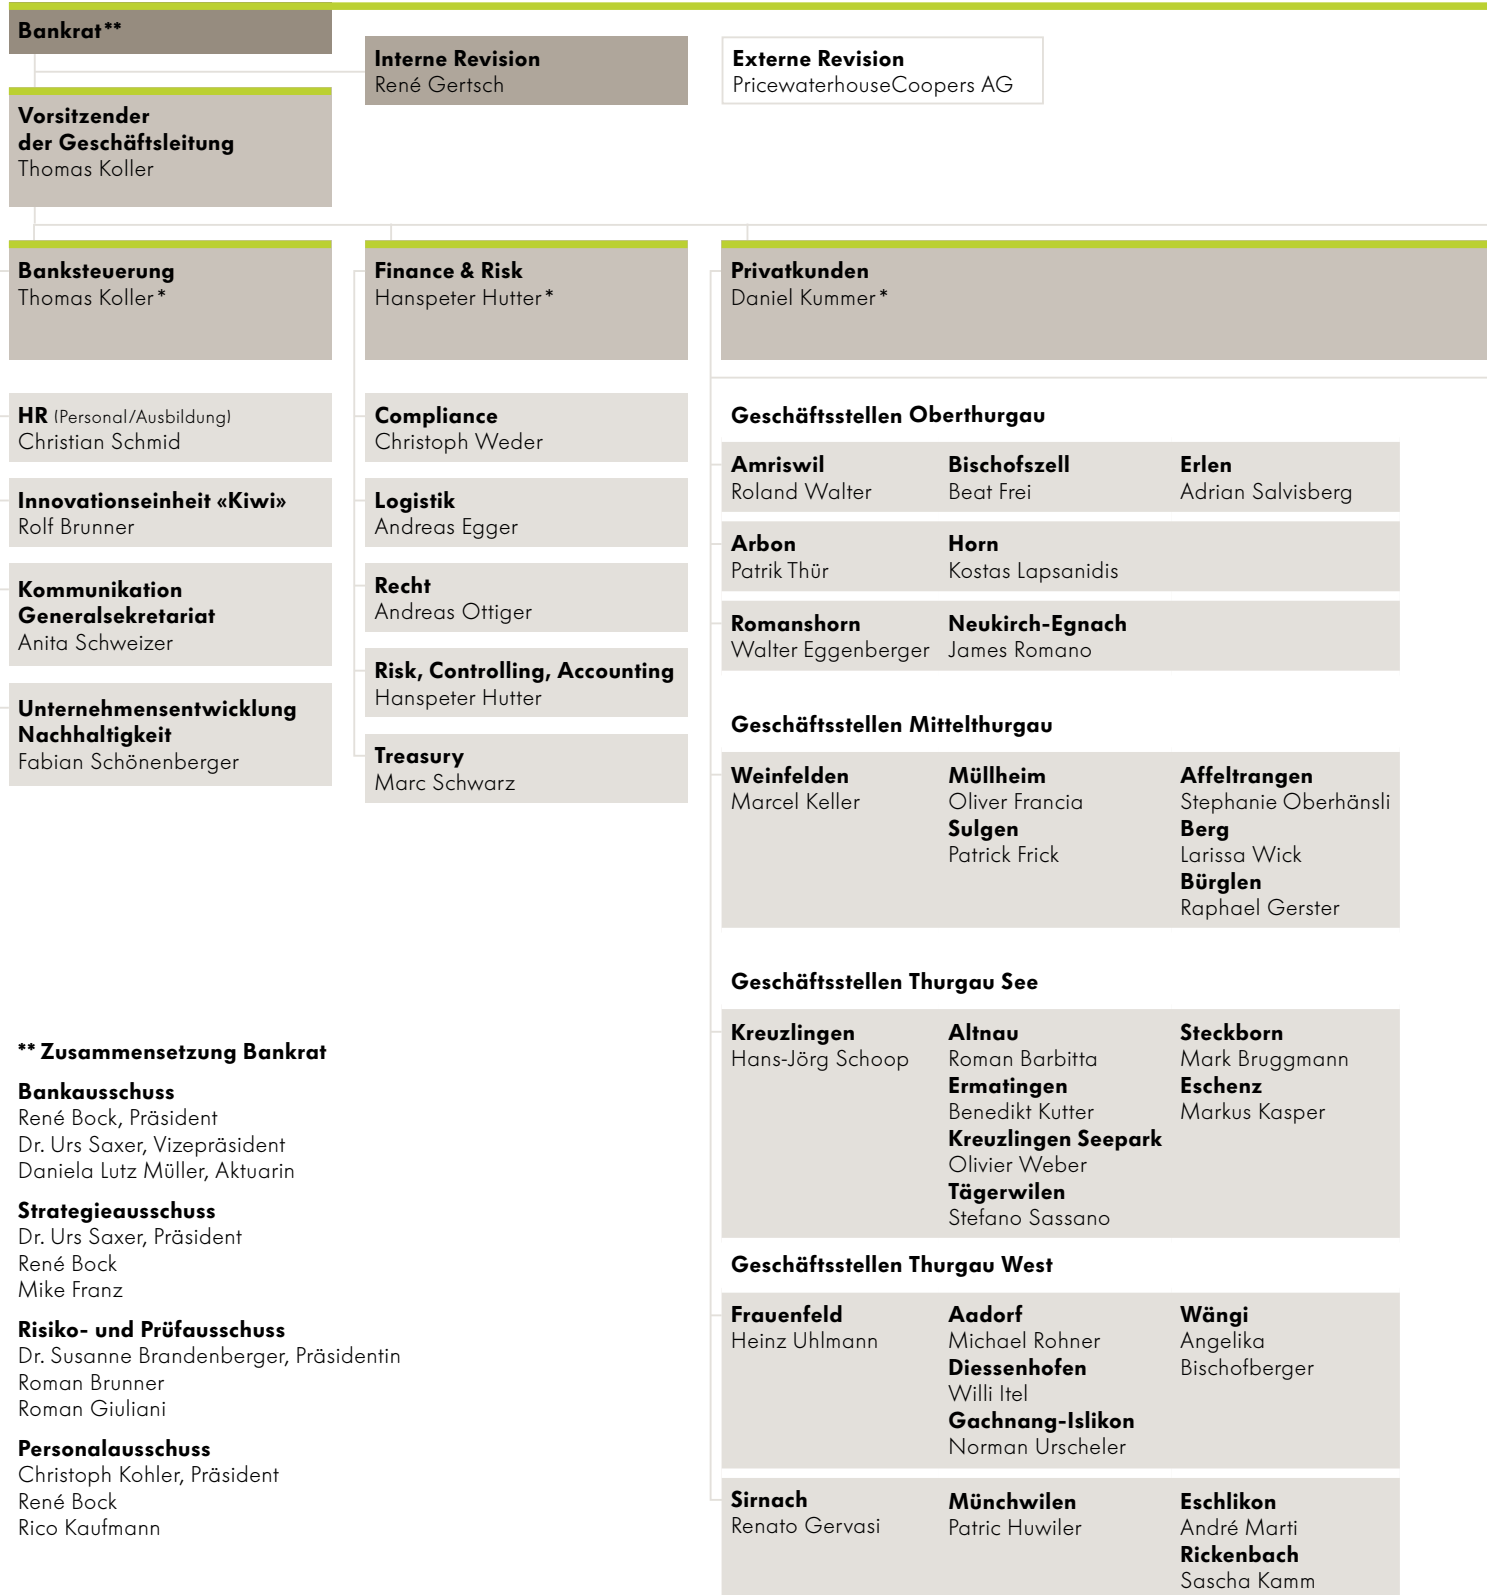 Bankrat**
Interne Revision
René Gertsch
Externe Revision
PricewaterhouseCoopers AG
Vorsitzender
der Geschäftsleitung
Thomas Koller
Banksteuerung
Thomas Koller*
HR (Personal/Ausbildung)
Christian Schmid
Innovationseinheit «Kiwi»
Rolf Brunner
Kommunikation
Generalsekretariat
Anita Schweizer
Unternehmensentwicklung
Nachhaltigkeit
Fabian Schönenberger
Finance & Risk
Hanspeter Hutter*
Compliance
Christoph Weder
Logistik
Andreas Egger
Recht
Andreas Ottiger
Risk, Controlling, Accounting
Hanspeter Hutter
Treasury
Marc Schwarz
Privatkunden
Daniel Kummer*
Geschäftsstellen Oberthurgau
Amriswil
Roland Walter
Bischofszell
Beat Frei
Erlen
Adrian Salvisberg
Arbon
Patrik Thür
Horn
Kostas Lapsanidis
Romanshorn
Walter Eggenberger
Neukirch-Egnach
James Romano
Geschäftsstellen Mittelthurgau
Weinfelden
Marcel Keller
Müllheim
Oliver Francia
Sulgen
Patrick Frick
Affeltrangen
Stephanie Oberhänsli
Berg
Larissa Wick
Bürglen
Raphael Gerster
Geschäftsstellen Thurgau See
Kreuzlingen
Hans-Jörg Schoop
Altnau
Roman Barbitta
Ermatingen
Benedikt Kutter
Kreuzlingen Seepark
Olivier Weber
Tägerwilen
Stefano Sassano
Steckborn
Mark Bruggmann
Eschenz
Markus Kasper
Geschäftsstellen Thurgau West
Frauenfeld
Heinz Uhlmann
Aadorf
Michael Rohner
Diessenhofen
Willi Itel
Gachnang-Islikon
Norman Urscheler
Wängi
Angelika
Bischofberger
Sirnach
Renato Gervasi
Münchwilen
Patric Huwiler
Eschlikon
André Marti
Rickenbach
Sascha Kamm
** Zusammensetzung Bankrat
Bankausschuss
René Bock, Präsident
Dr. Urs Saxer, Vizepräsident
Daniela Lutz Müller, Aktuarin
Strategieausschuss
Dr. Urs Saxer, Präsident
René Bock
Mike Franz
Risiko- und Prüfausschuss
Dr. Susanne Brandenberger, Präsidentin
Roman Brunner
Roman Giuliani
Personalausschuss
Christoph Kohler, Präsident
René Bock
Rico Kaufmann